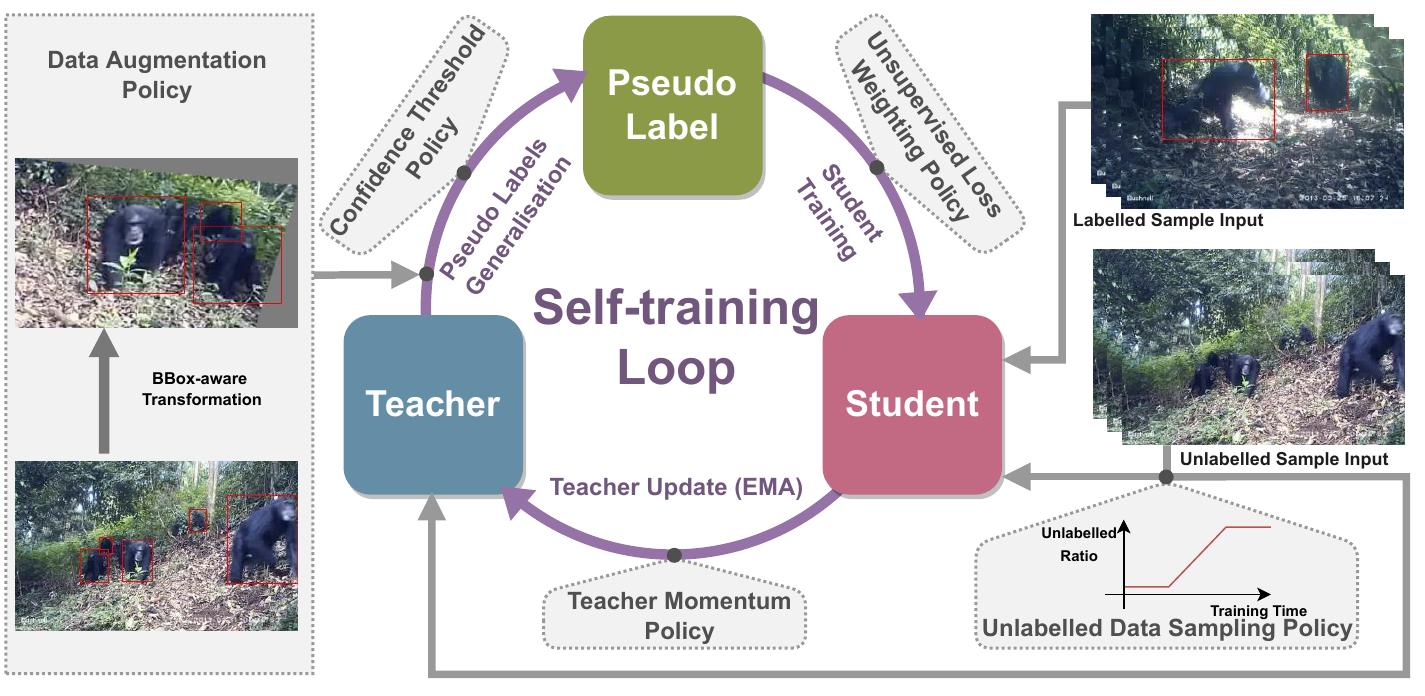 Data Augmentation
Policy
BBox-aware
Transformation
Confidence Threshold
Policy
Pseudo Labels
Generalisation
Pseudo
Label
Unsupervised Loss
Weighting Policy
Student
Training
Self-training
Loop
Teacher
Student
Teacher Update (EMA)
Teacher Momentum
Policy
Bushnell
Labelled Sample Input
Unlabelled Sample Input
Unlabelled
Ratio
Training Time
Unlabelled Data Sampling Policy